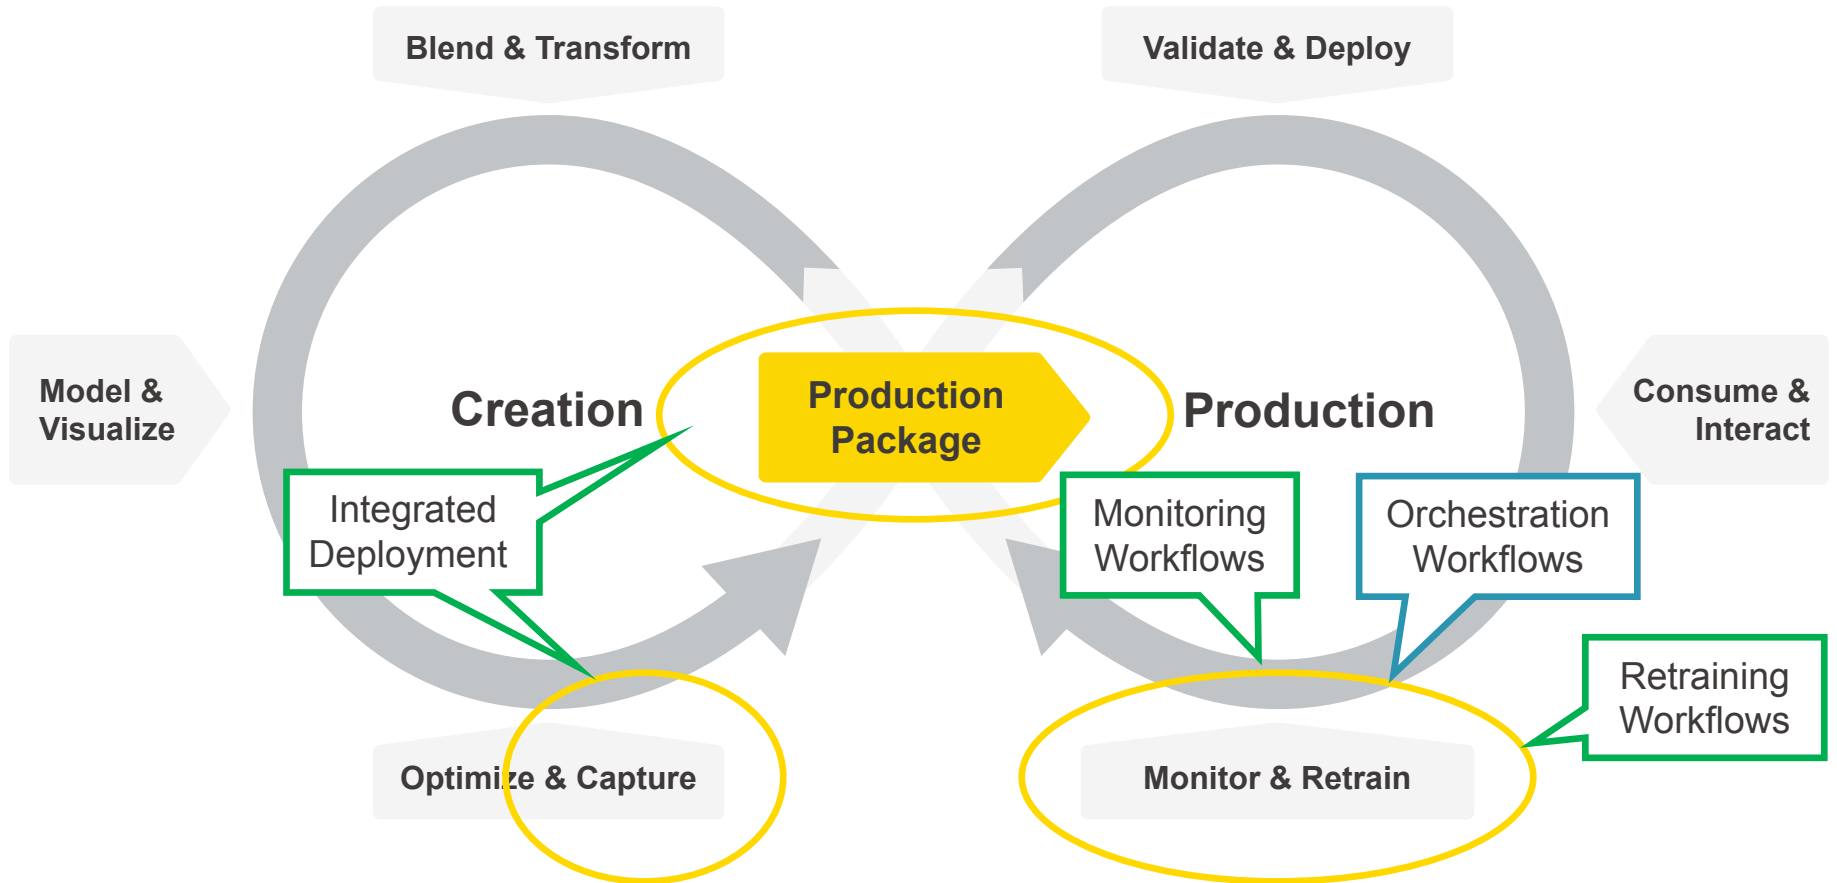 Blend & Transform
Validate & Deploy
Model &
Visualize
Creation
Production
Package
Production
Consume &
Interact
Integrated
Deployment
Monitoring
Workflows
Orchestration
Workflows
Retraining
Workflows
Optimize & Capture
Monitor & Retrain